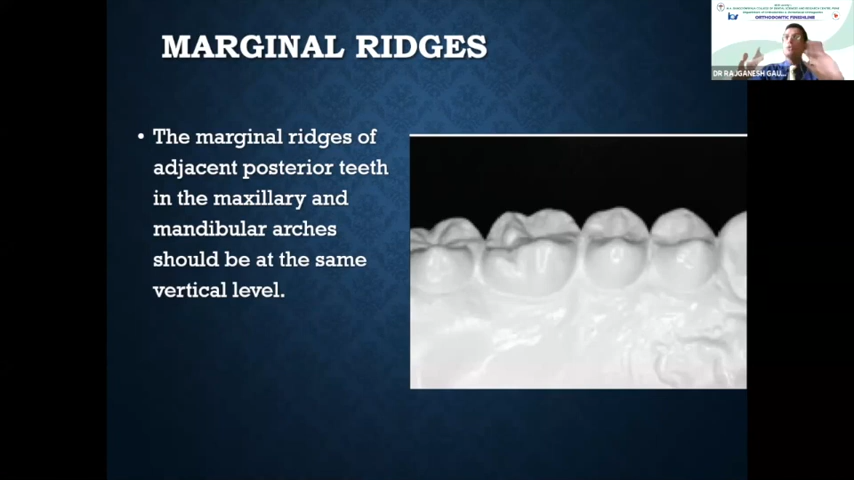 MARGINAL RIDGES
• The marginal ridges of
adjacent posterior teeth
in the maxillary and
mandibular arches
should be at the same
vertical level.
ORTHODONTIC FINISHLINE
DR RAJGANESH GAU...